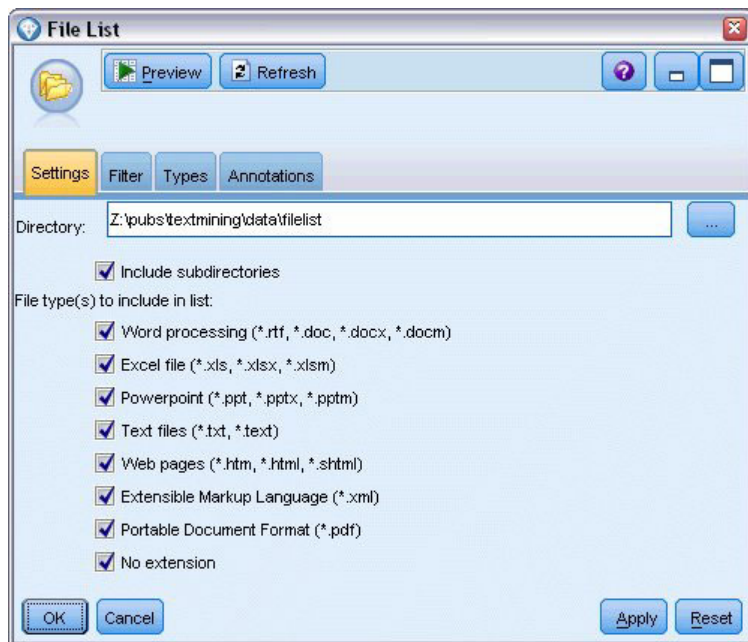 File List
Preview Refresh
Settings Filter Types Annotations
Directory: Z:\pubs\textmining\data\filelist ...
Include subdirectories
File type(s) to include in list:
Word processing (*.rtf, *.doc, *.docx, *.docm)
Excel file (*.xls, *.xlsx, *.xlsm)
Powerpoint (*.ppt, *.pptx, *.pptm)
Text files (*.txt, *.text)
Web pages (*.htm, *.html, *.shtml)
Extensible Markup Language (*.xml)
Portable Document Format (*.pdf)
No extension
OK Cancel Apply Reset